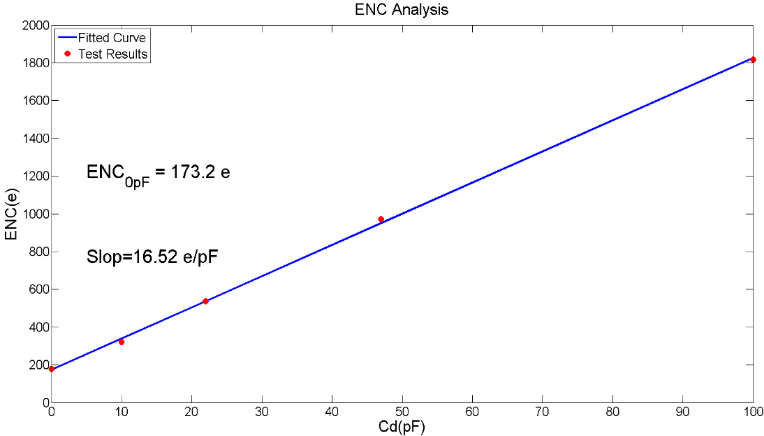 ENC Analysis
Fitted Curve
Test Results
ENC0pF = 173.2 e
Slop=16.52 e/pF
ENC(e)
2000
1800
1600
1400
1200
1000
800
600
400
200
0
0 10 20 30 40 50 60 70 80 90 100
Cd(pF)